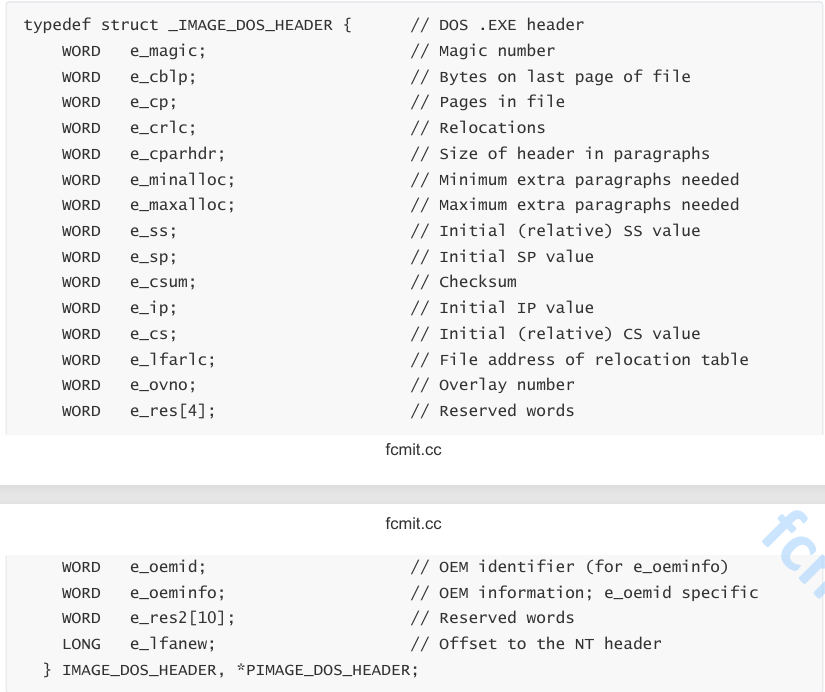 typedef struct _IMAGE_DOS_HEADER {      // DOS .EXE header
    WORD   e_magic;                     // Magic number
    WORD   e_cblp;                      // Bytes on last page of file
    WORD   e_cp;                        // Pages in file
    WORD   e_crlc;                      // Relocations
    WORD   e_cparhdr;                   // Size of header in paragraphs
    WORD   e_minalloc;                  // Minimum extra paragraphs needed
    WORD   e_maxalloc;                  // Maximum extra paragraphs needed
    WORD   e_ss;                        // Initial (relative) SS value
    WORD   e_sp;                        // Initial SP value
    WORD   e_csum;                      // Checksum
    WORD   e_ip;                        // Initial IP value
    WORD   e_cs;                        // Initial (relative) CS value
    WORD   e_lfarlc;                    // File address of relocation table
    WORD   e_ovno;                      // Overlay number
    WORD   e_res[4];                    // Reserved words
fcmit.cc
fcmit.cc
    WORD   e_oemid;                     // OEM identifier (for e_oeminfo)
    WORD   e_oeminfo;                   // OEM information; e_oemid specific
    WORD   e_res2[10];                  // Reserved words
    LONG   e_lfanew;                    // Offset to the NT header
  } IMAGE_DOS_HEADER, *PIMAGE_DOS_HEADER;